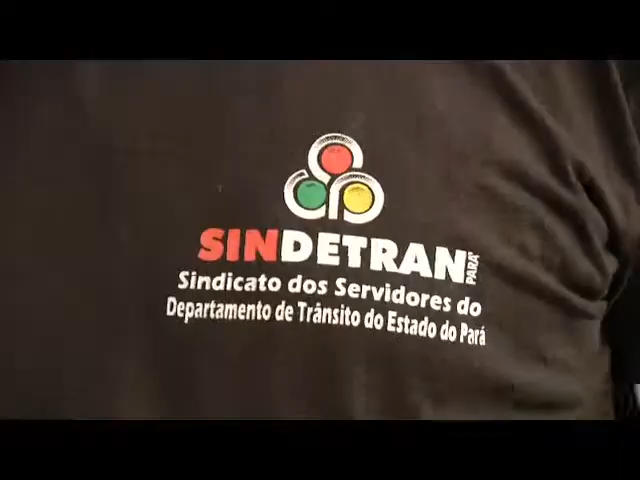 SINDETRAN PARÁ
Sindicato dos Servidores do
Departamento de Trânsito do Estado do Pará